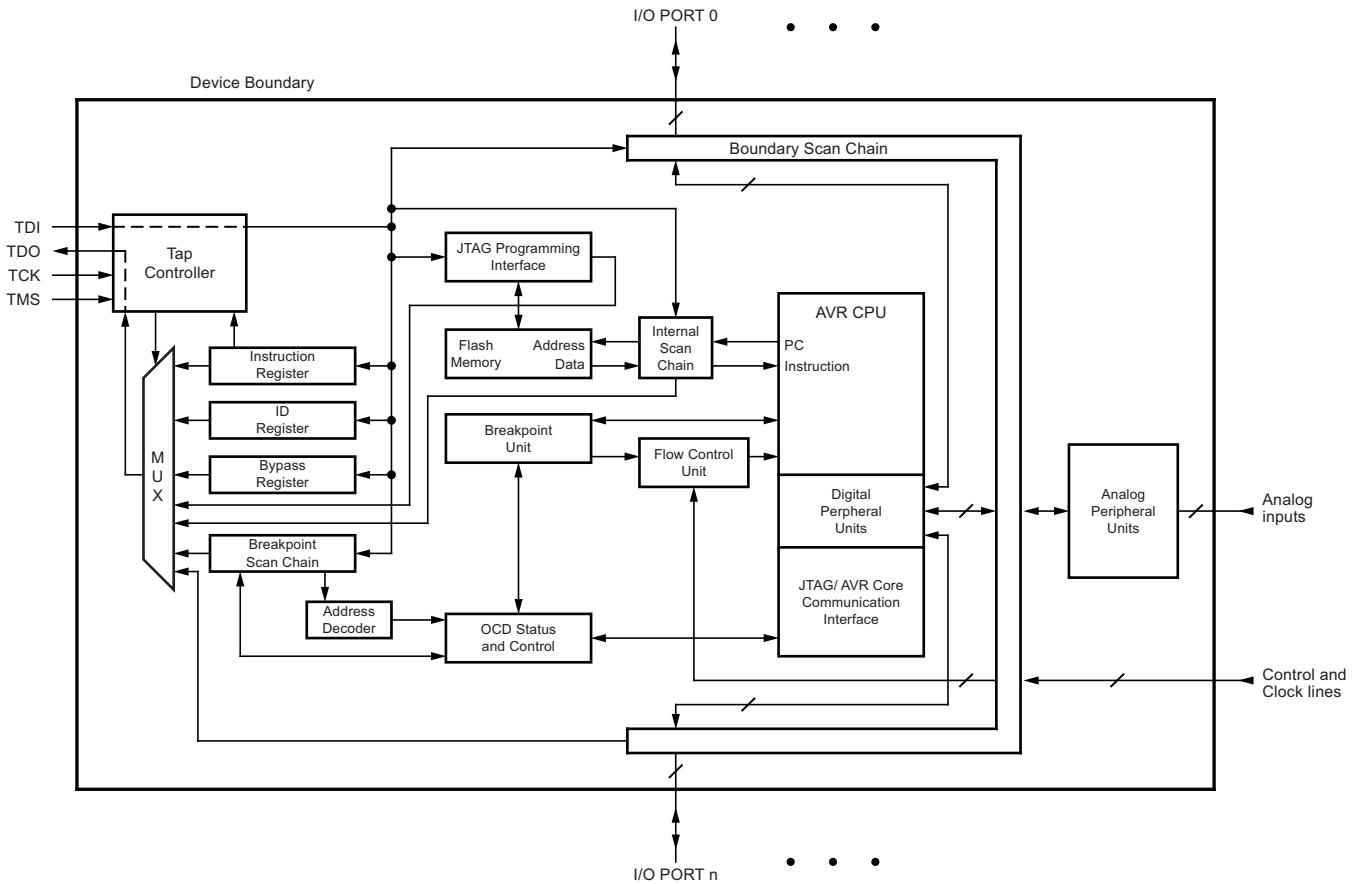 I/O PORT 0
Device Boundary
Boundary Scan Chain
TDI
TDO
TCK
TMS
Tap
Controller
JTAG Programming
Interface
AVR CPU
Flash
Memory
Address
Data
Internal
Scan
Chain
PC
Instruction
Instruction
Register
ID
Register
Breakpoint
Unit
Flow Control
Unit
M
U
X
Bypass
Register
Digital
Perpheral
Units
Analog
Peripheral
Units
Analog
inputs
Breakpoint
Scan Chain
Address
Decoder
OCD Status
and Control
JTAG/ AVR Core
Communication
Interface
Control and
Clock lines
I/O PORT n